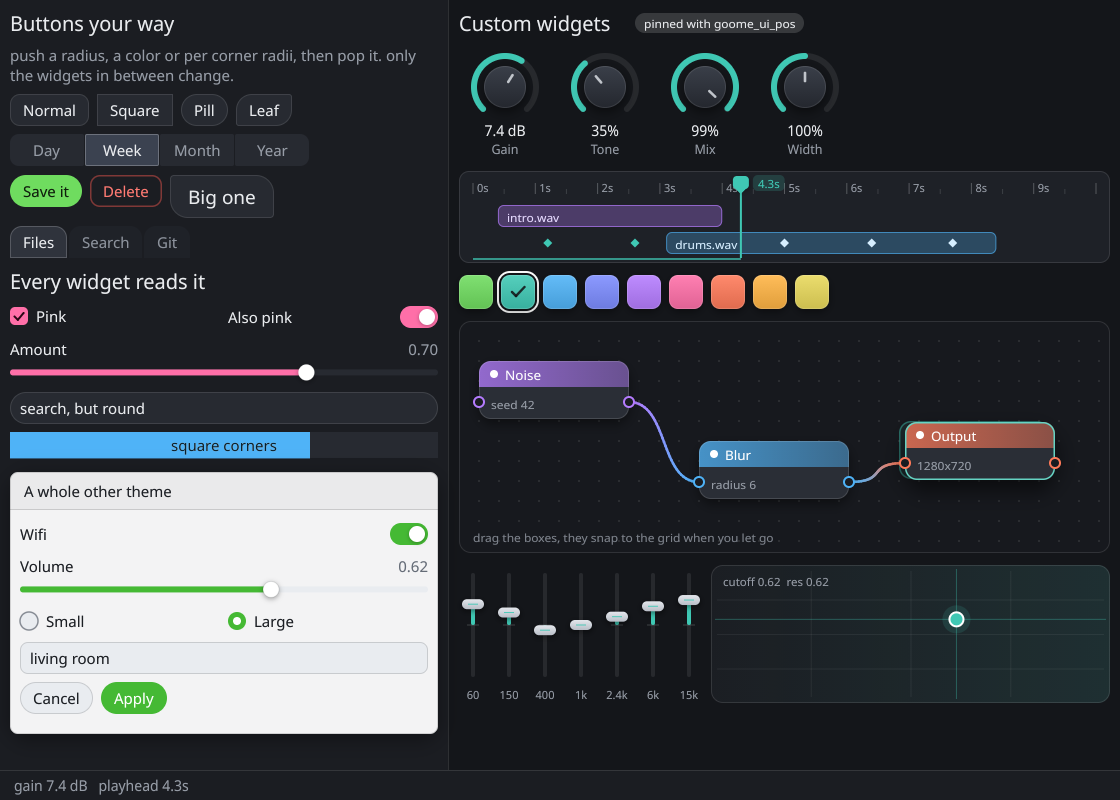 Buttons your way
push a radius, a color or per corner radii, then pop it. only
the widgets in between change.
Normal Square Pill Leaf
Day Week Month Year
Save it Delete Big one
Files Search Git
Every widget reads it
Pink Also pink
Amount 0.70
search, but round
square corners
A whole other theme
Wifi
Volume 0.62
Small Large
living room
Cancel Apply
Custom widgets pinned with goome_ui_pos
7.4 dB 35% 99% 100%
Gain Tone Mix Width
0s 1s 2s 3s 4s 4.3s 5s 6s 7s 8s 9s
intro.wav
drums.wav
Noise
seed 42
Blur
radius 6
Output
1280x720
drag the boxes, they snap to the grid when you let go
60 150 400 1k 2.4k 6k 15k
cutoff 0.62 res 0.62
gain 7.4 dB playhead 4.3s